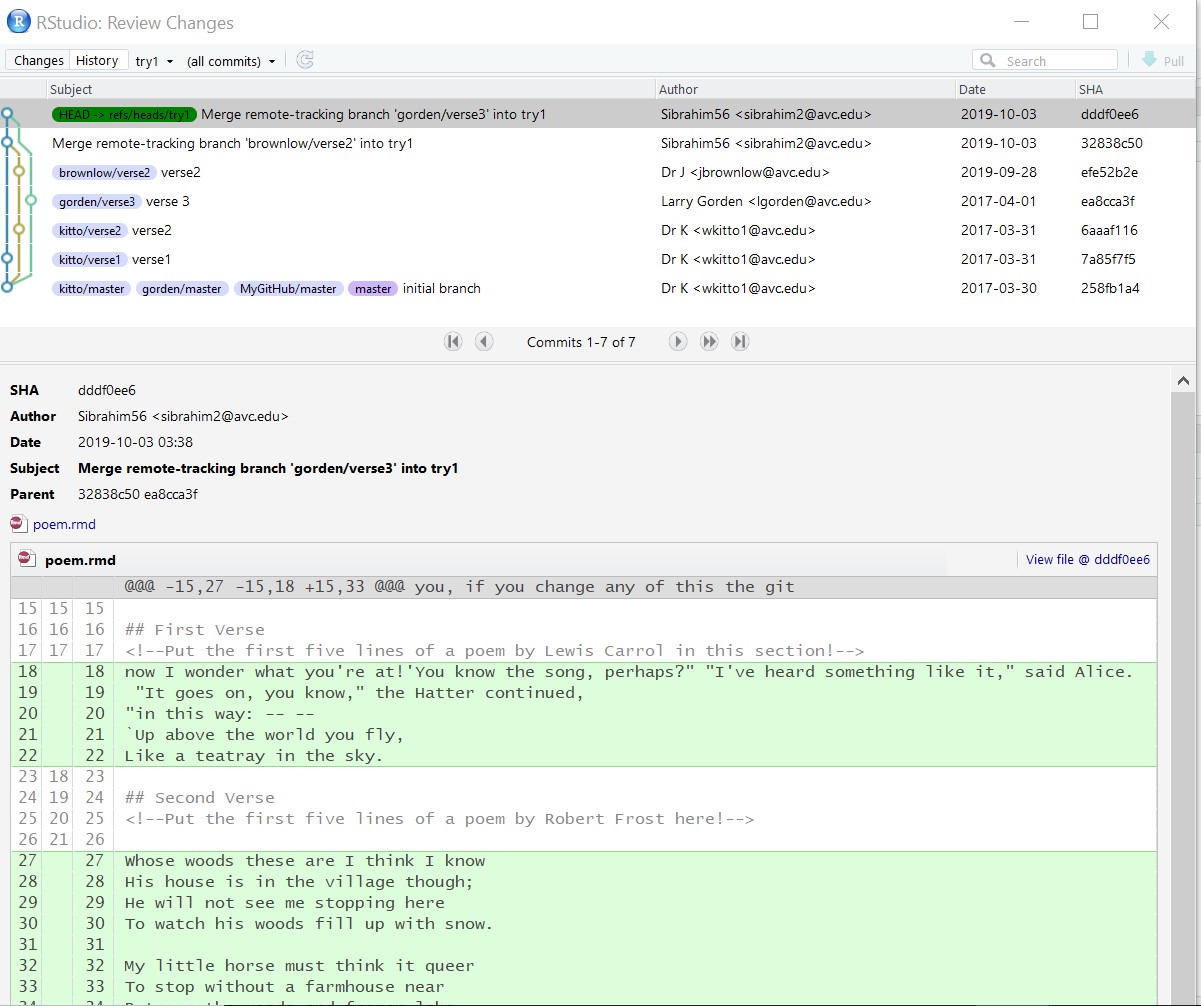 RStudio: Review Changes
Changes History try1 (all commits) Search Pull
Subject Author Date SHA
HEAD -> refs/heads/try1 Merge remote-tracking branch 'gorden/verse3' into try1 Sibrahim56 <sibrahim2@avc.edu> 2019-10-03 dddf0ee6
Merge remote-tracking branch 'brownlow/verse2' into try1 Sibrahim56 <sibrahim2@avc.edu> 2019-10-03 32838c50
brownlow/verse2 verse2 Dr J <jbrownlow@avc.edu> 2019-09-28 efe52b2e
gorden/verse3 verse 3 Larry Gorden <lgorden@avc.edu> 2017-04-01 ea8cca3f
kitto/verse2 verse2 Dr K <wkitto1@avc.edu> 2017-03-31 6aaaf116
kitto/verse1 verse1 Dr K <wkitto1@avc.edu> 2017-03-31 7a85f7f5
kitto/master gorden/master MyGitHub/master master initial branch Dr K <wkitto1@avc.edu> 2017-03-30 258fb1a4
Commits 1-7 of 7
SHA dddf0ee6
Author Sibrahim56 <sibrahim2@avc.edu>
Date 2019-10-03 03:38
Subject Merge remote-tracking branch 'gorden/verse3' into try1
Parent 32838c50 ea8cca3f
poem.rmd
poem.rmd View file @ dddf0ee6
@@@ -15,27 -15,18 +15,33 @@@ you, if you change any of this the git
15 15 15
16 16 16 ## First Verse
17 17 17 <!--Put the first five lines of a poem by Lewis Carrol in this section!-->
18 18 now I wonder what you're at!'You know the song, perhaps?" "I've heard something like it," said Alice.
19 19 "It goes on, you know," the Hatter continued,
20 20 "in this way: -- --
21 21 `Up above the world you fly,
22 22 Like a teatray in the sky.
23 18 23
24 19 24 ## Second Verse
25 20 25 <!--Put the first five lines of a poem by Robert Frost here!-->
26 21 26
27 27 Whose woods these are I think I know
28 28 His house is in the village though;
29 29 He will not see me stopping here
30 30 To watch his woods fill up with snow.
31 31
32 32 My little horse must think it queer
33 33 To stop without a farmhouse near